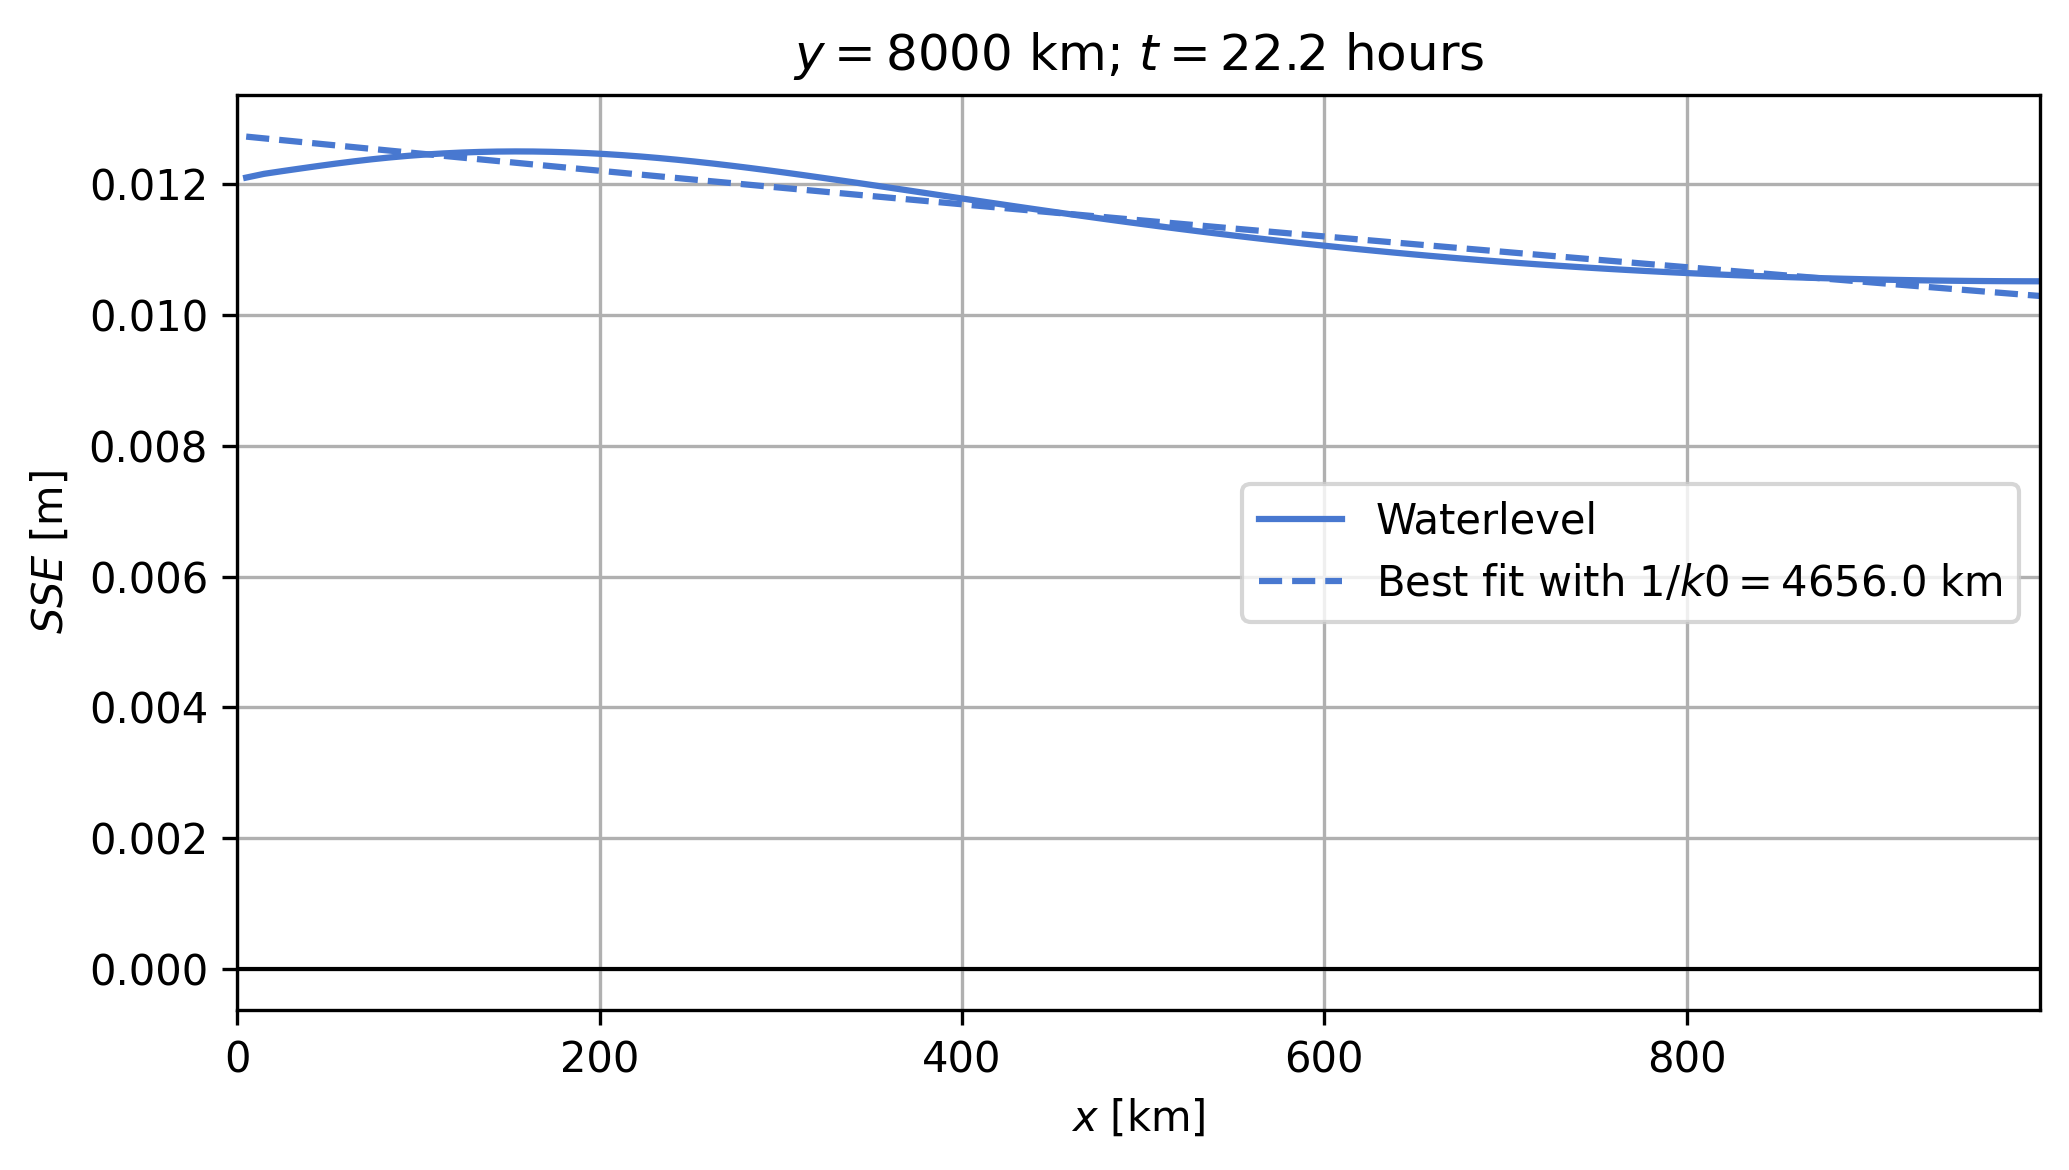 y = 8000 km; t = 22.2 hours
SSE [m]
0.012
0.010
0.008
0.006
0.004
0.002
0.000
Waterlevel
Best fit with 1/k0 = 4656.0 km
0 200 400 600 800
x [km]